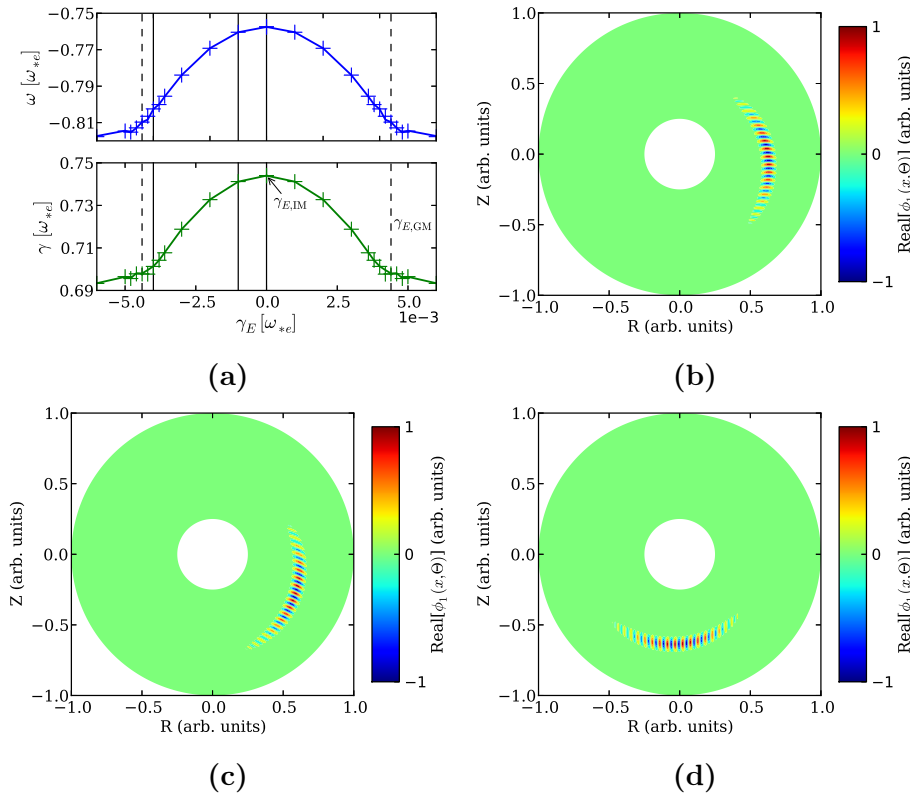 −0.75
−0.77
−0.79
−0.81
ω [ω*e]
0.75
0.73
0.71
0.69
γ [ω*e]
γE,IM
γE,GM
−5.0 −2.5 0.0 2.5 5.0
1e−3
γE [ω*e]
(a)
1.0
0.5
0.0
−0.5
−1.0
Z (arb. units)
−1.0 −0.5 0.0 0.5 1.0
R (arb. units)
1
0
−1
Real[ϕ1(x,Θ)] (arb. units)
(b)
1.0
0.5
0.0
−0.5
−1.0
Z (arb. units)
−1.0 −0.5 0.0 0.5 1.0
R (arb. units)
1
0
−1
Real[ϕ1(x,Θ)] (arb. units)
(c)
1.0
0.5
0.0
−0.5
−1.0
Z (arb. units)
−1.0 −0.5 0.0 0.5 1.0
R (arb. units)
1
0
−1
Real[ϕ1(x,Θ)] (arb. units)
(d)